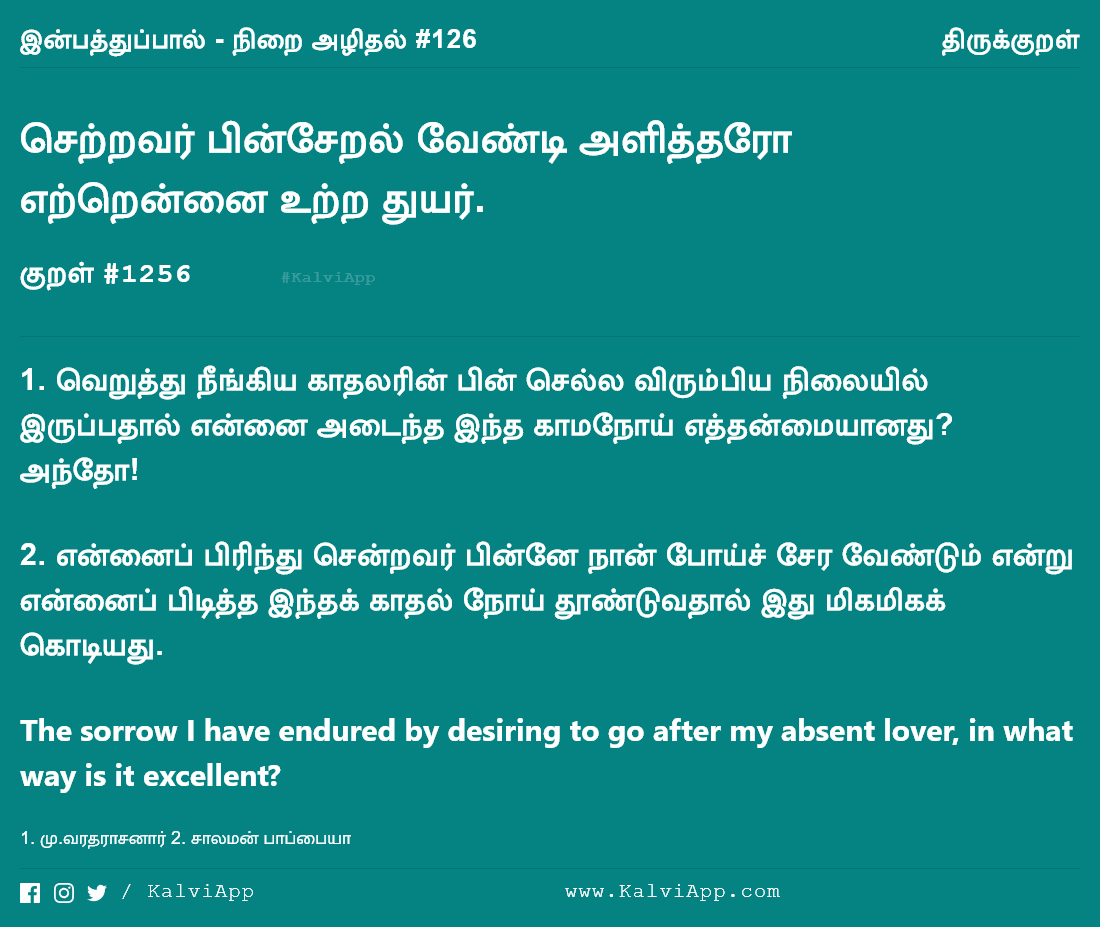 இன்பத்துப்பால் - நிறை அழிதல் #126
திருக்குறள்
செற்றவர் பின்சேறல் வேண்டி அளித்தரோ
எற்றென்னை உற்ற துயர்.
குறள் #1256
#KalviApp
1. வெறுத்து நீங்கிய காதலரின் பின் செல்ல விரும்பிய நிலையில்
இருப்பதால் என்னை அடைந்த இந்த காமநோய் எத்தன்மையானது?
அந்தோ!
2. என்னைப் பிரிந்து சென்றவர் பின்னே நான் போய்ச் சேர வேண்டும் என்று
என்னைப் பிடித்த இந்தக் காதல் நோய் தூண்டுவதால் இது மிகமிகக்
கொடியது.
The sorrow I have endured by desiring to go after my absent lover, in what
way is it excellent?
1. மு.வரதராசனார் 2. சாலமன் பாப்பையா
/ KalviApp
www.KalviApp.com